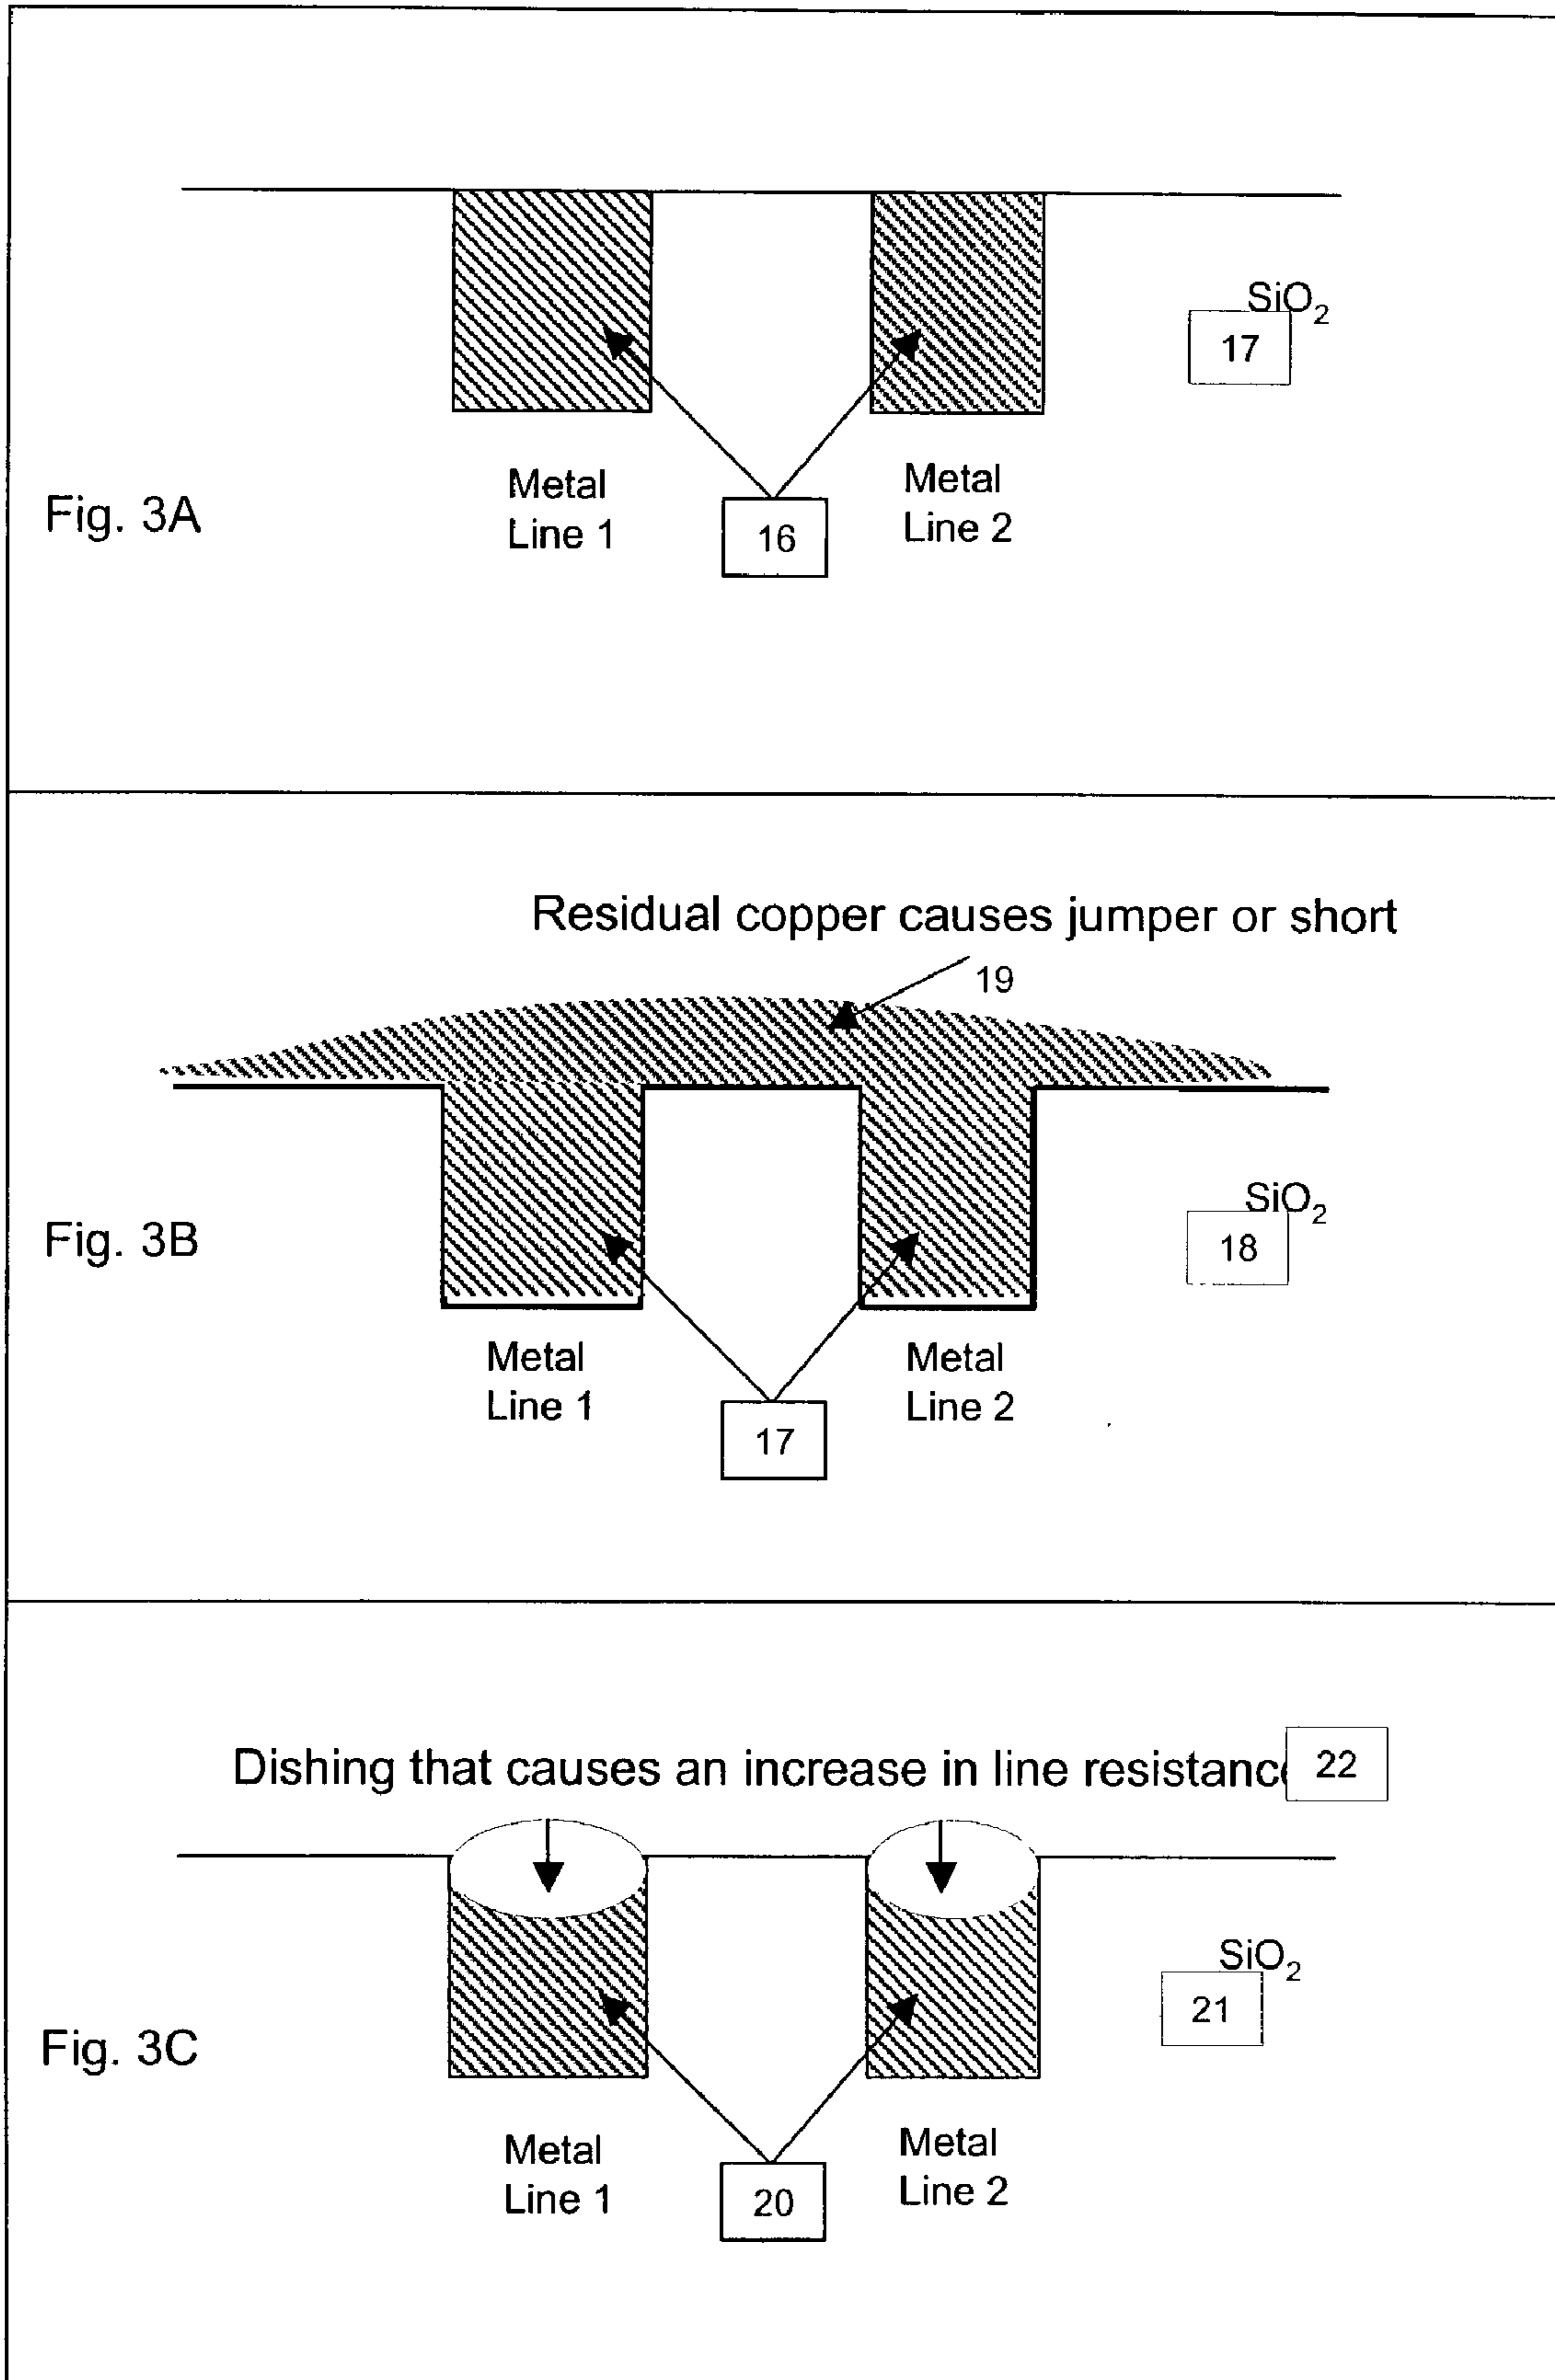 SiO₂
17
Metal
Line 1
Metal
Line 2
16
Fig. 3A
Residual copper causes jumper or short
19
SiO₂
18
Fig. 3B
Metal
Line 1
Metal
Line 2
17
Dishing that causes an increase in line resistanc
22
SiO₂
21
Fig. 3C
Metal
Line 1
Metal
Line 2
20